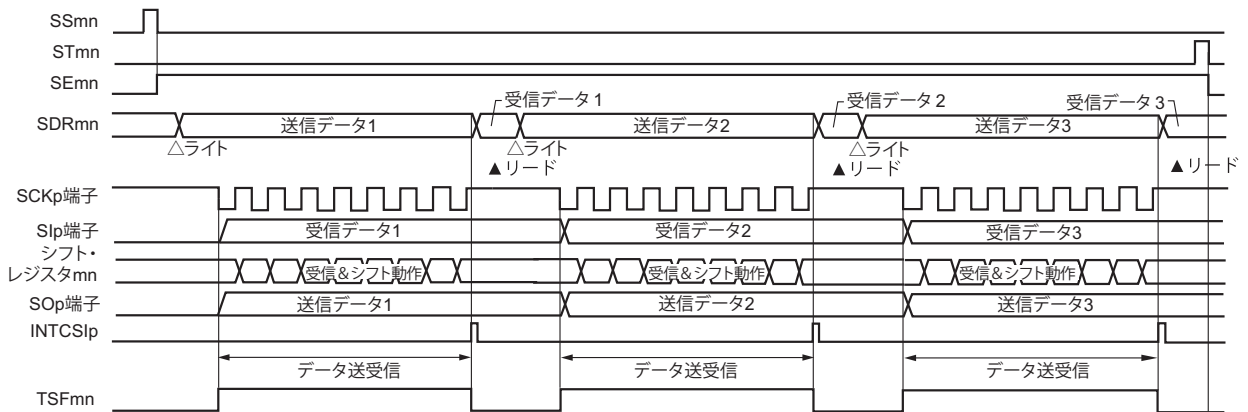 SSmn
STmn
SEmn
受信データ1
受信データ2
受信データ3
SDRmn
送信データ1
送信データ2
送信データ3
△ライト
△ライト
△ライト
▲リード
▲リード
▲リード
SCKp端子
SIp端子
受信データ1
受信データ2
受信データ3
シフト・
レジスタmn
受信&シフト動作
受信&シフト動作
受信&シフト動作
SOp端子
送信データ1
送信データ2
送信データ3
INTCSIp
データ送受信
データ送受信
データ送受信
TSFmn